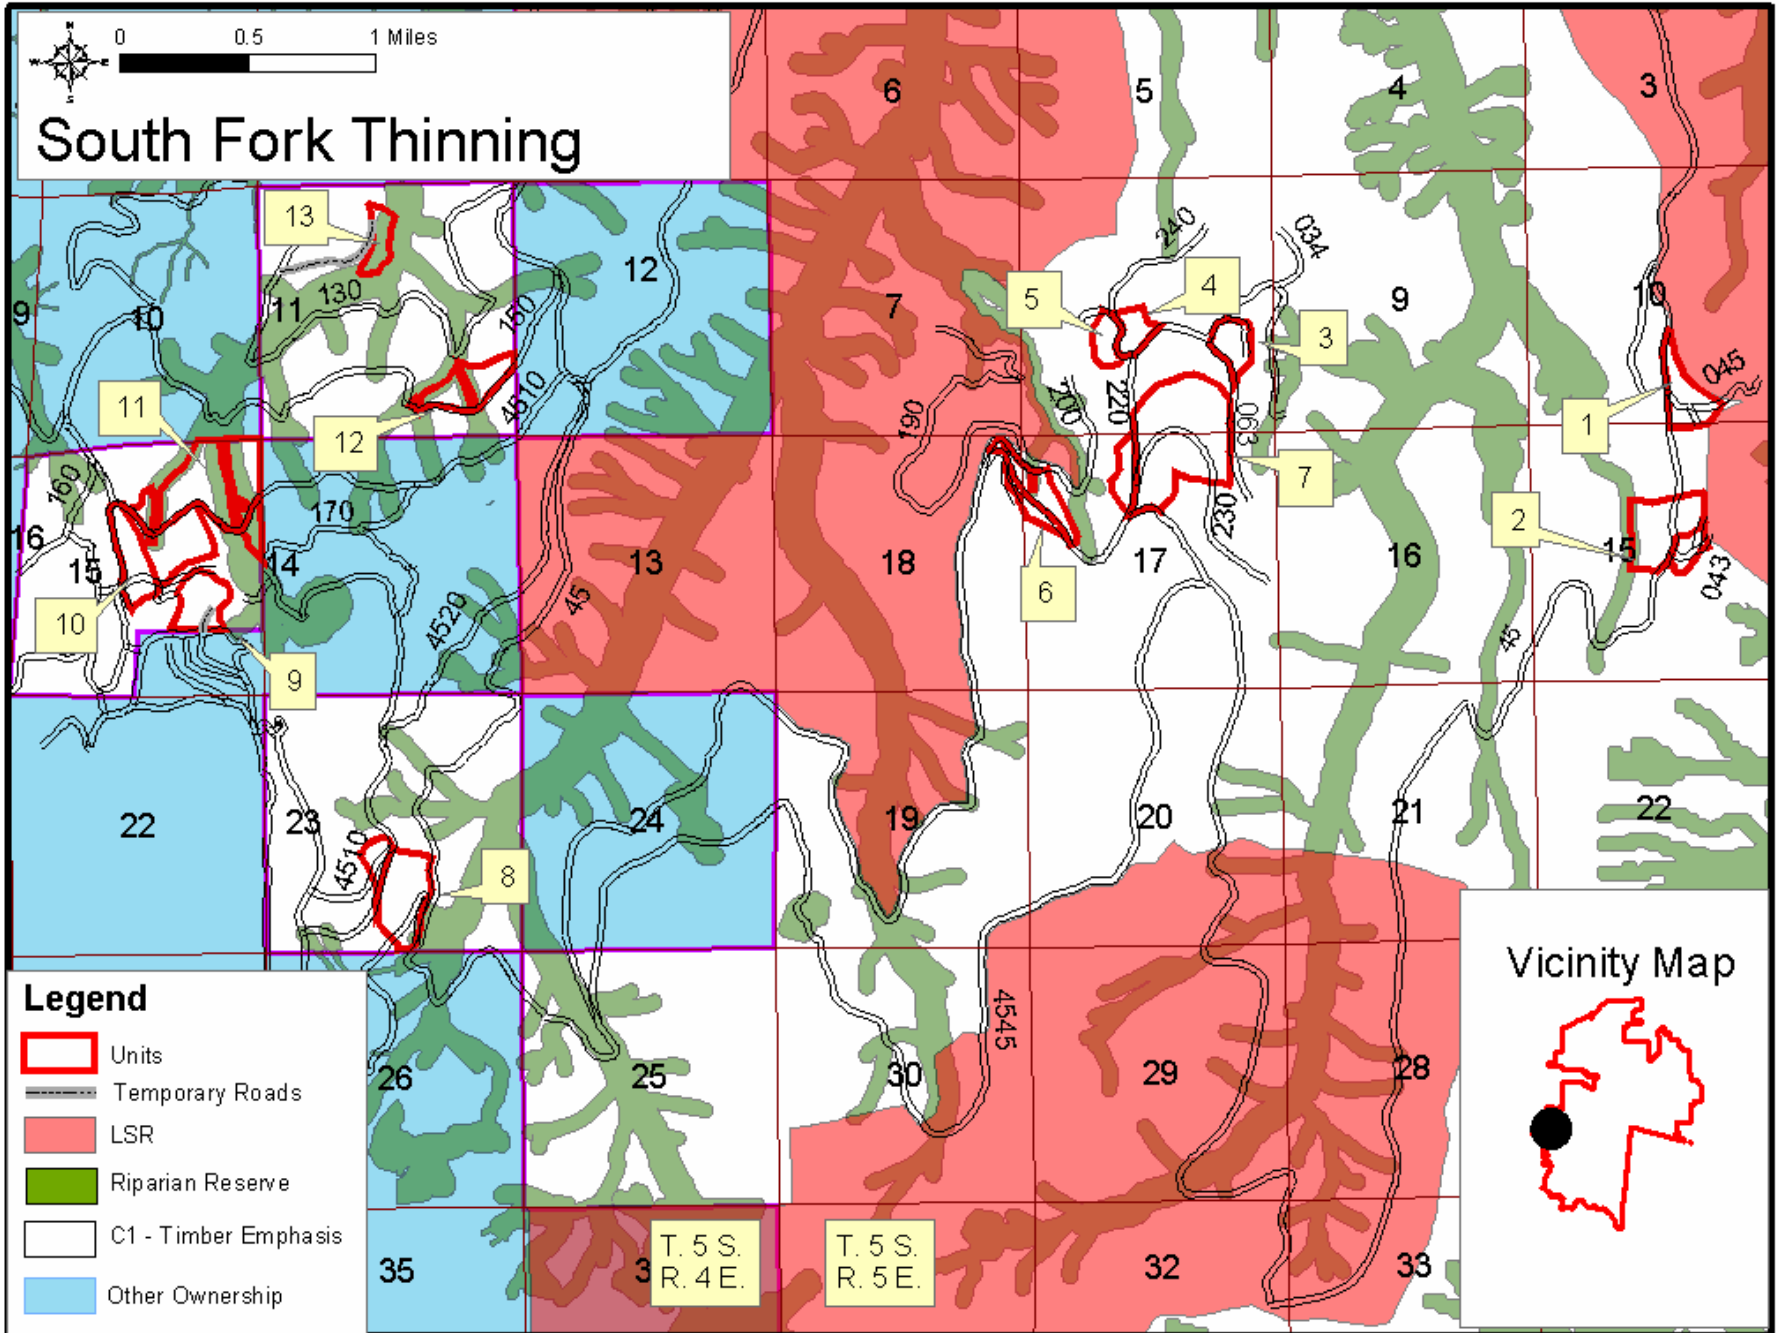 N
W E
S
0 0.5 1 Miles
South Fork Thinning
6 5 4 3
13
240
034
12
9 10 11 130 7 10
160
5 4 9
3
190 200 220 063 045
11
4510
12
1
7
2
160
16 15 14 170 13 18 17 230 16 15
6
043
10
4520 45 45
9
22 23 24 19 20 21 22
4510
8
4545
26 25 30 29 28
35 3 32 33
T. 5 S.
R. 4 E.
T. 5 S.
R. 5 E.
Legend
Units
Temporary Roads
LSR
Riparian Reserve
C1 - Timber Emphasis
Other Ownership
Vicinity Map